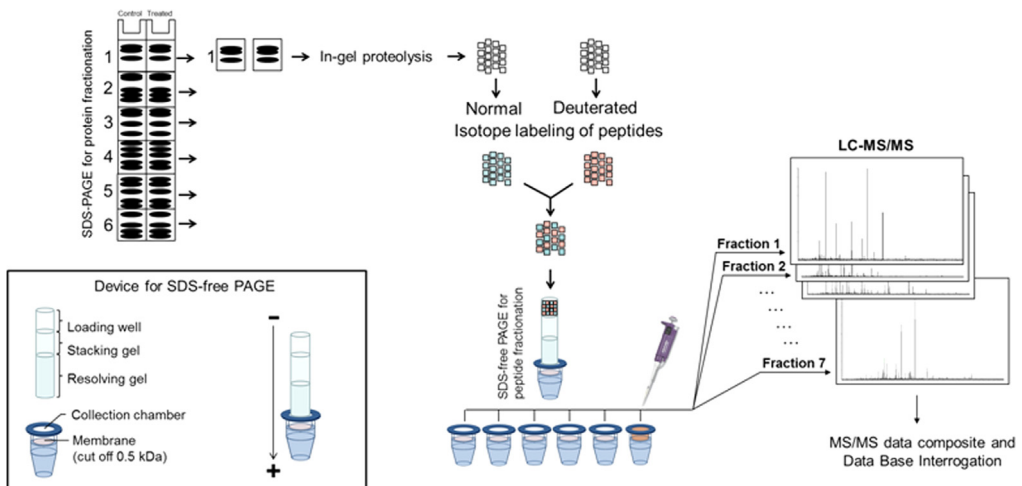 Control Treated
SDS-PAGE for protein fractionation
1
2
3
4
5
6
1
In-gel proteolysis
Normal Deuterated
Isotope labeling of peptides
SDS-free PAGE for
peptide fractionation
LC-MS/MS
Fraction 1
Fraction 2
...
...
...
...
Fraction 7
MS/MS data composite and
Data Base Interrogation
Device for SDS-free PAGE
Loading well
Stacking gel
Resolving gel
Collection chamber
Membrane
(cut off 0.5 kDa)
-
+